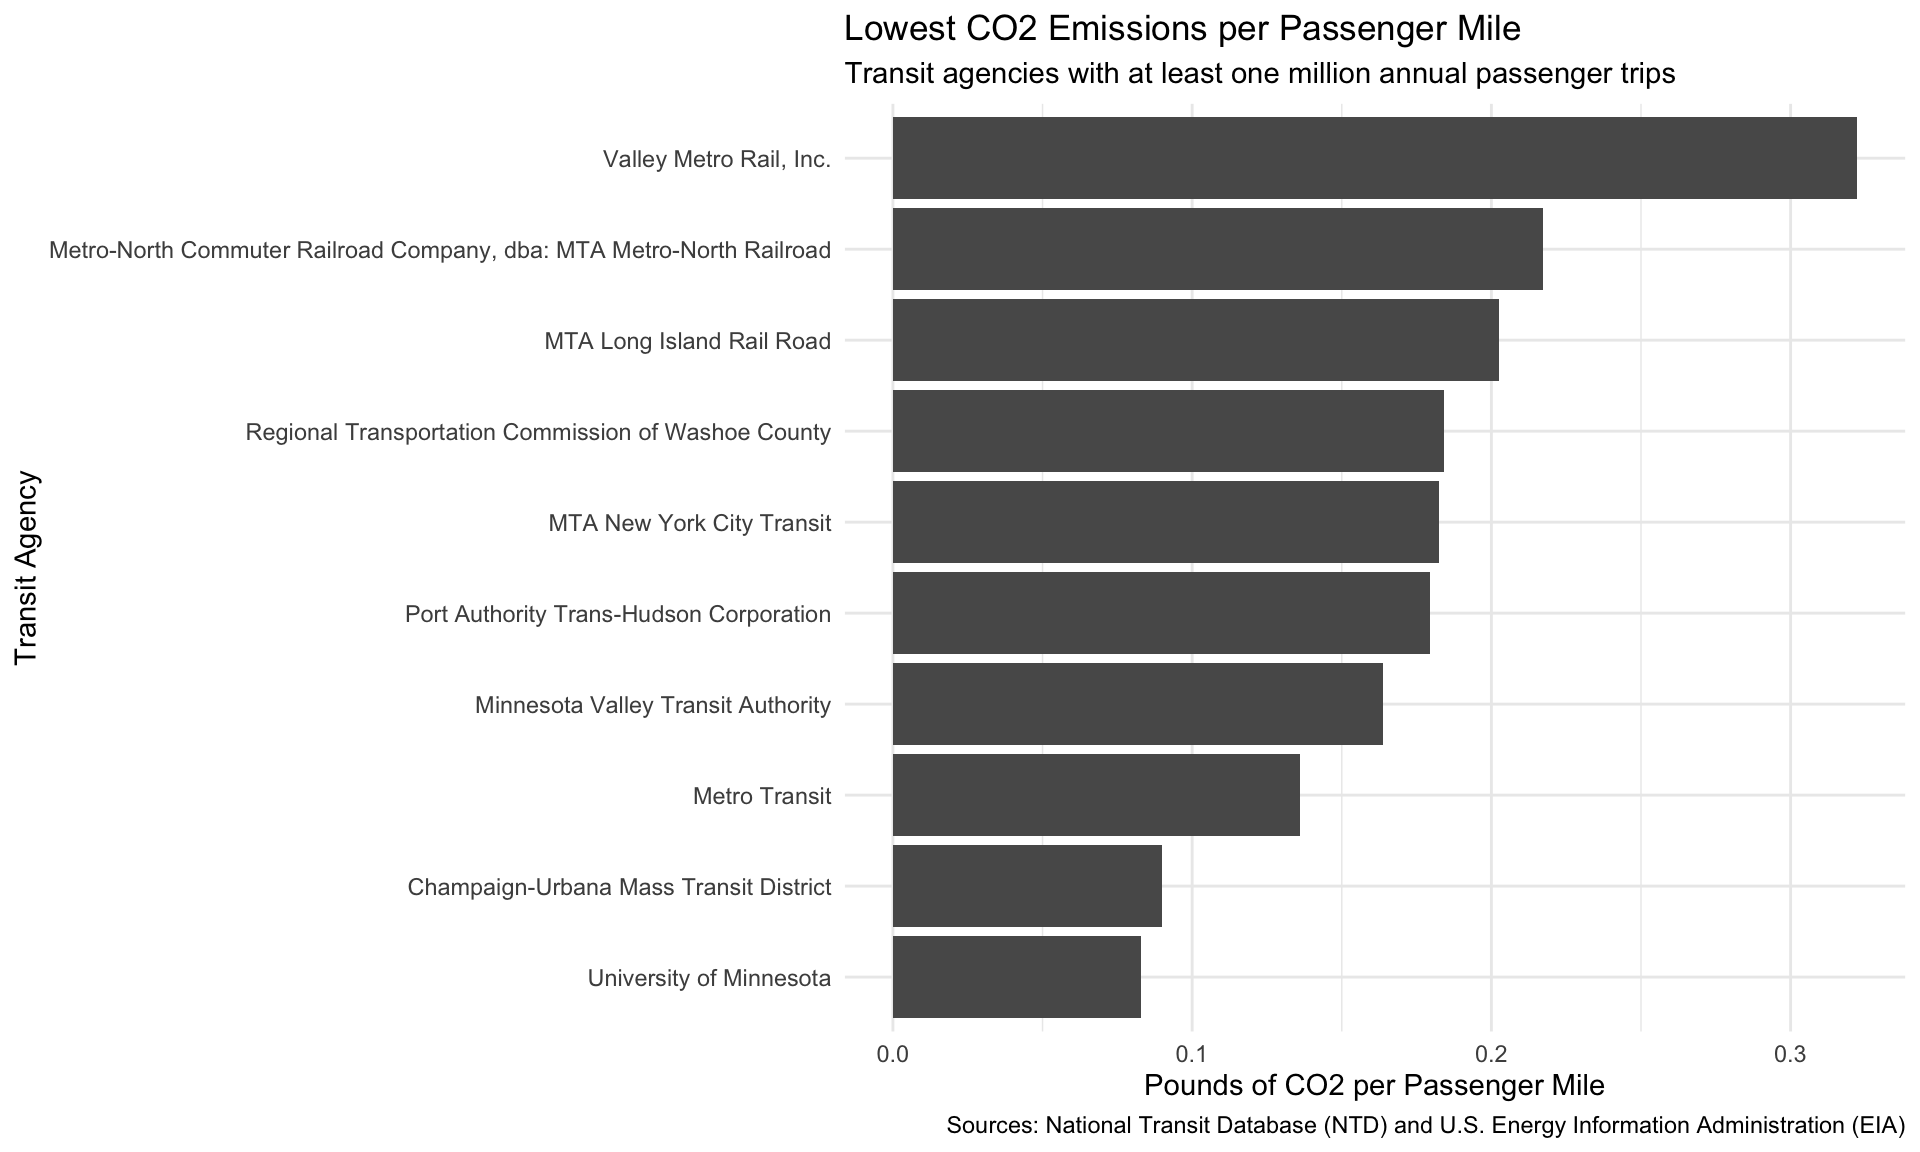 Lowest CO2 Emissions per Passenger Mile
Transit agencies with at least one million annual passenger trips
Transit Agency
Valley Metro Rail, Inc.
Metro-North Commuter Railroad Company, dba: MTA Metro-North Railroad
MTA Long Island Rail Road
Regional Transportation Commission of Washoe County
MTA New York City Transit
Port Authority Trans-Hudson Corporation
Minnesota Valley Transit Authority
Metro Transit
Champaign-Urbana Mass Transit District
University of Minnesota
0.0 0.1 0.2 0.3
Pounds of CO2 per Passenger Mile
Sources: National Transit Database (NTD) and U.S. Energy Information Administration (EIA)